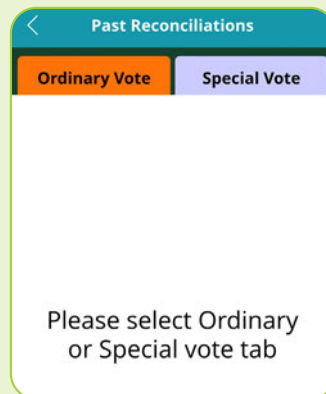 Past Reconciliations
Ordinary Vote Special Vote
Please select Ordinary
or Special vote tab